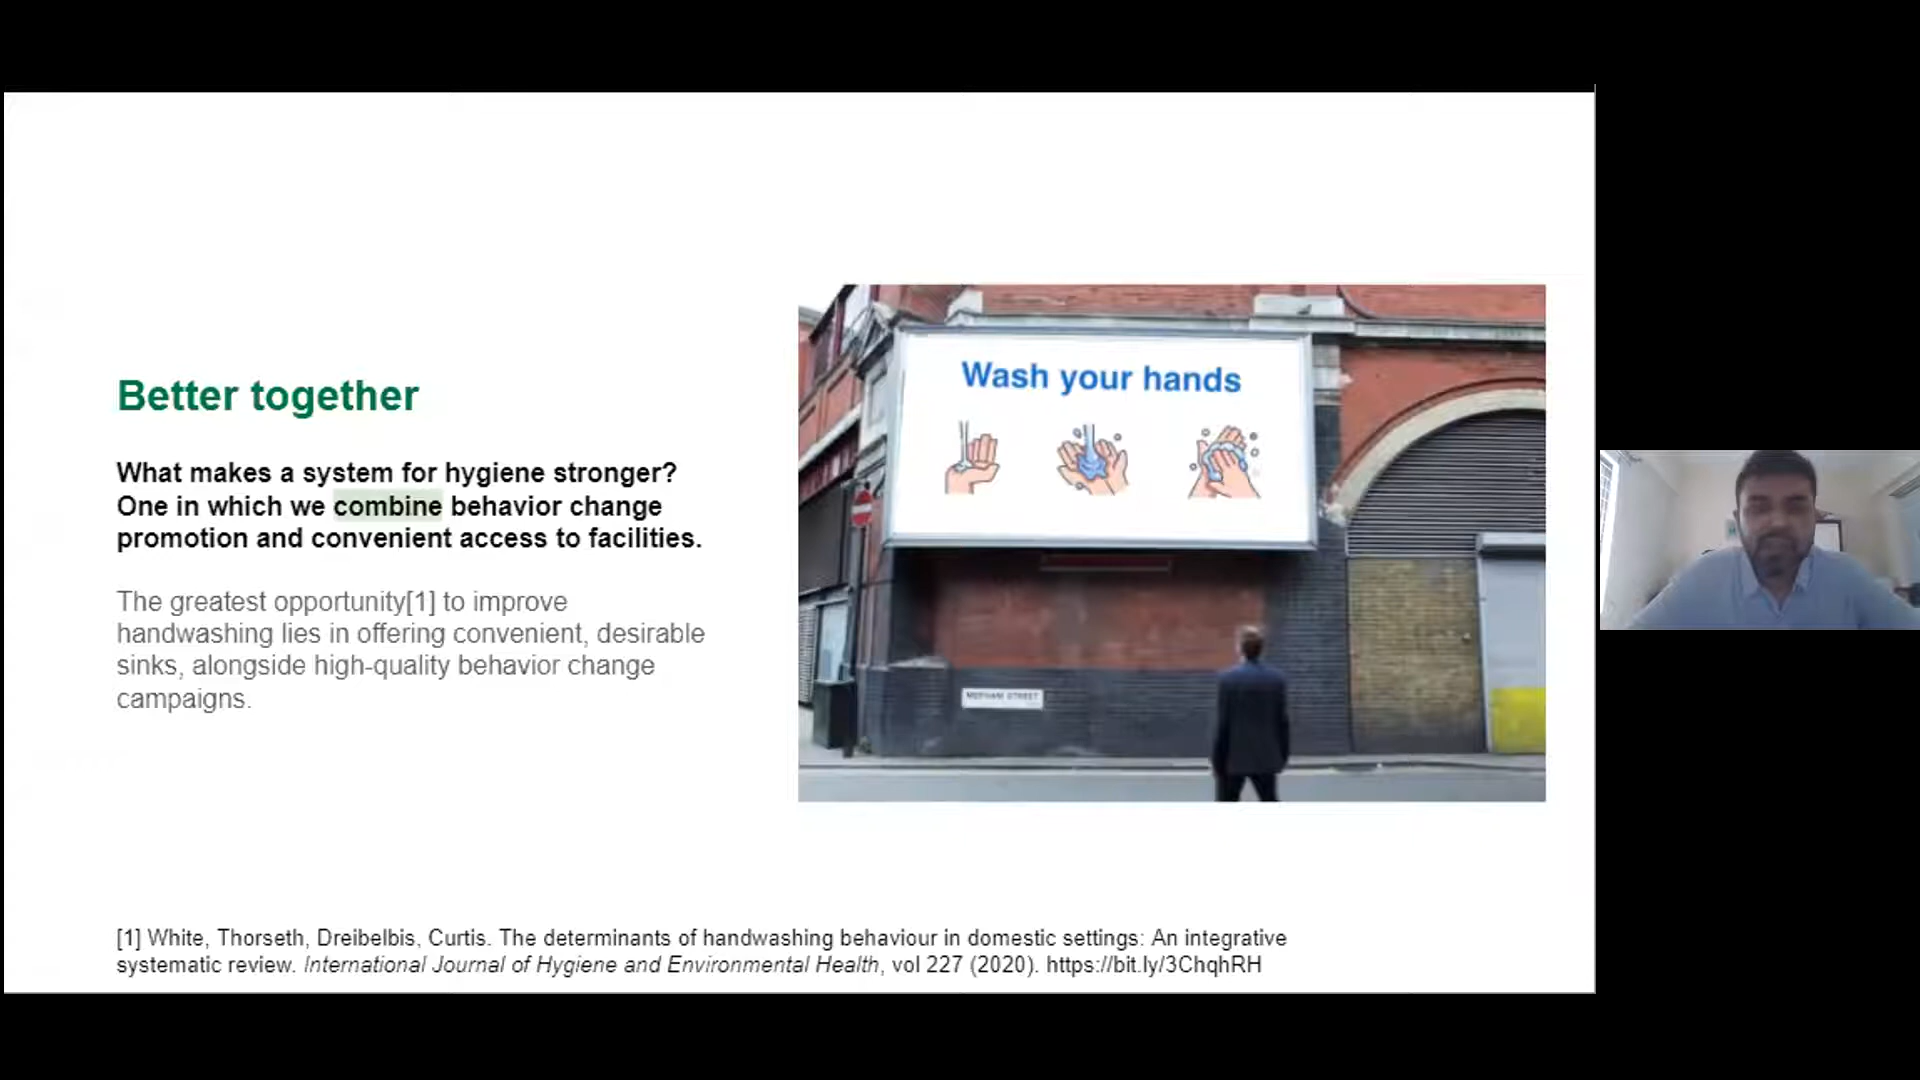 Better together
What makes a system for hygiene stronger?
One in which we combine behavior change
promotion and convenient access to facilities.
The greatest opportunity[1] to improve
handwashing lies in offering convenient, desirable
sinks, alongside high-quality behavior change
campaigns.
Wash your hands
MEPHAM STREET
[1] White, Thorseth, Dreibelbis, Curtis. The determinants of handwashing behaviour in domestic settings: An integrative
systematic review. International Journal of Hygiene and Environmental Health, vol 227 (2020). https://bit.ly/3ChqhRH